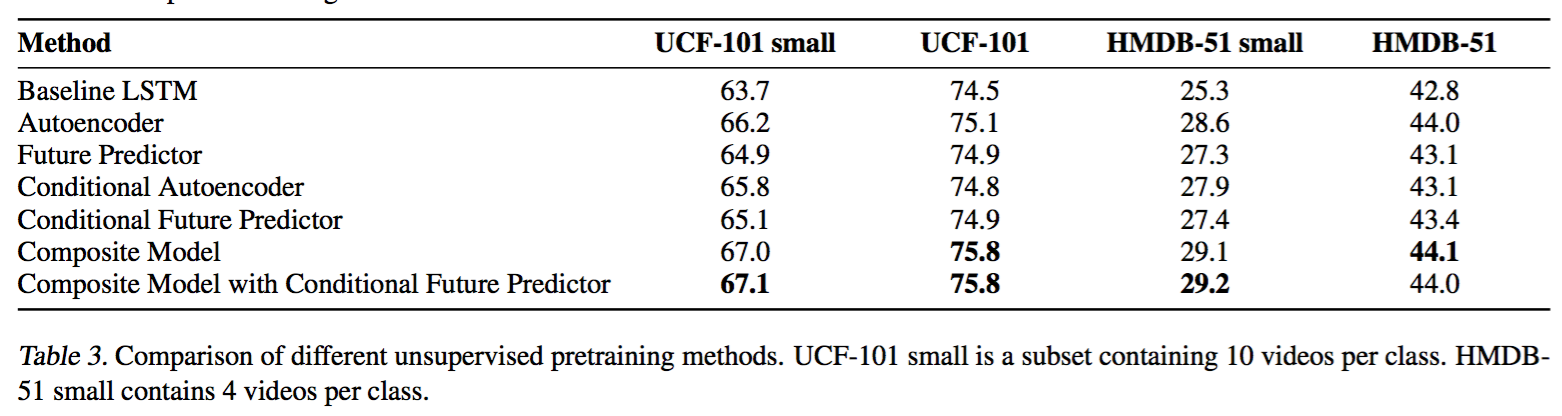 Method UCF-101 small UCF-101 HMDB-51 small HMDB-51
Baseline LSTM 63.7 74.5 25.3 42.8
Autoencoder 66.2 75.1 28.6 44.0
Future Predictor 64.9 74.9 27.3 43.1
Conditional Autoencoder 65.8 74.8 27.9 43.1
Conditional Future Predictor 65.1 74.9 27.4 43.4
Composite Model 67.0 75.8 29.1 44.1
Composite Model with Conditional Future Predictor 67.1 75.8 29.2 44.0
Table 3. Comparison of different unsupervised pretraining methods. UCF-101 small is a subset containing 10 videos per class. HMDB-
51 small contains 4 videos per class.